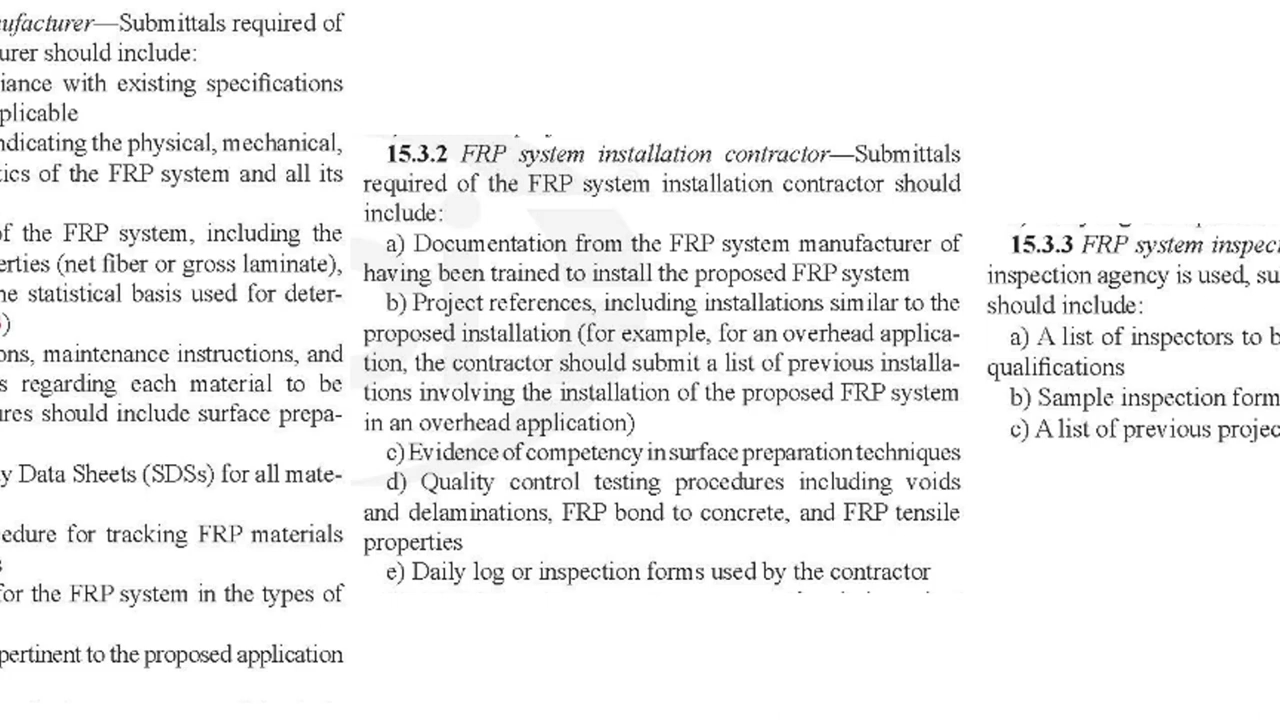 ufacturer—Submittals required of
urer should include:
iance with existing specifications
plicable
ndicating the physical, mechanical,
tics of the FRP system and all its
of the FRP system, including the
erties (net fiber or gross laminate),
he statistical basis used for deter-
)
ons, maintenance instructions, and
s regarding each material to be
ures should include surface prepa-
y Data Sheets (SDSs) for all mate-
edure for tracking FRP materials
s
for the FRP system in the types of
pertinent to the proposed application
15.3.2 FRP system installation contractor—Submittals
required of the FRP system installation contractor should
include:
a) Documentation from the FRP system manufacturer of
having been trained to install the proposed FRP system
b) Project references, including installations similar to the
proposed installation (for example, for an overhead applica-
tion, the contractor should submit a list of previous installa-
tions involving the installation of the proposed FRP system
in an overhead application)
c) Evidence of competency in surface preparation techniques
d) Quality control testing procedures including voids
and delaminations, FRP bond to concrete, and FRP tensile
properties
e) Daily log or inspection forms used by the contractor
15.3.3 FRP system inspec
inspection agency is used, su
should include:
a) A list of inspectors to b
qualifications
b) Sample inspection form
c) A list of previous projec